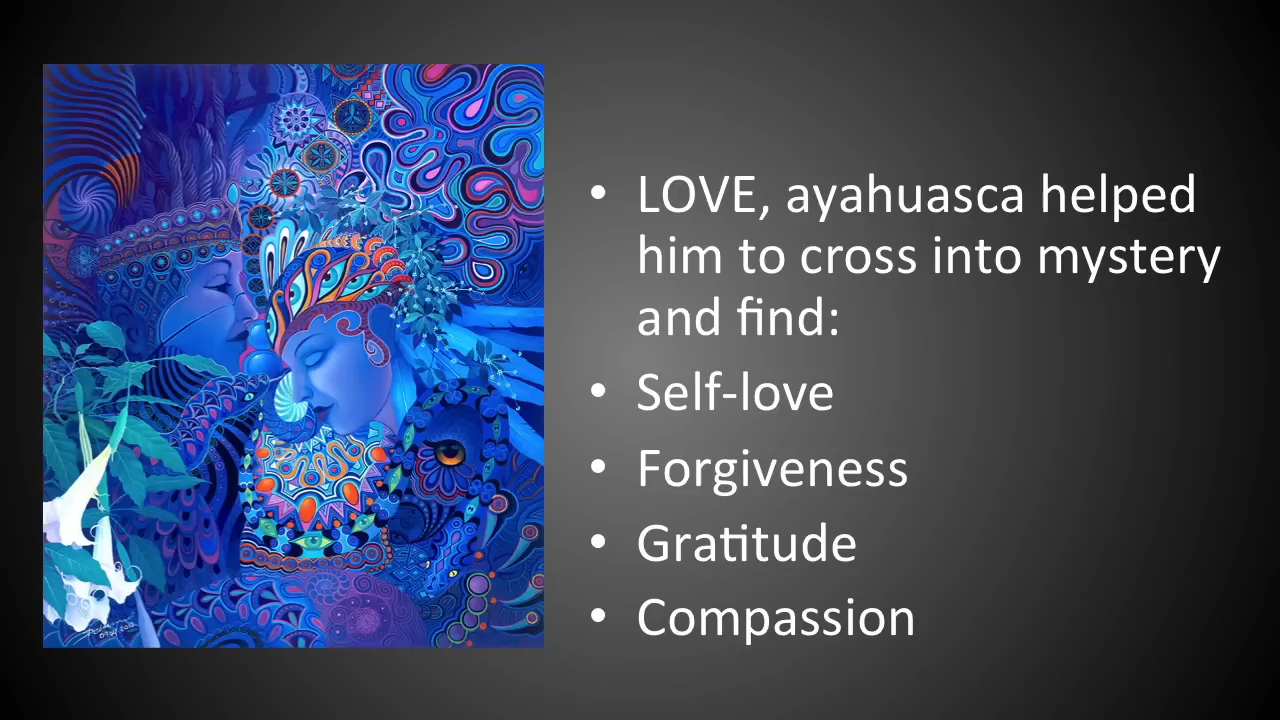 • LOVE, ayahuasca helped
him to cross into mystery
and find:
• Self-love
• Forgiveness
• Gratitude
• Compassion